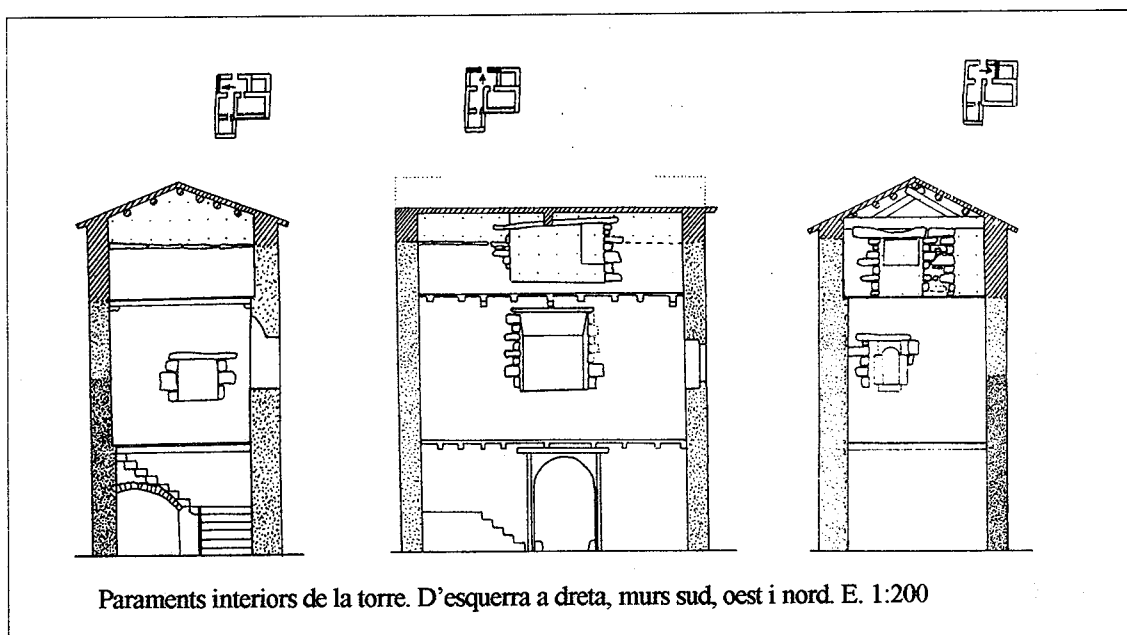 Paraments interiors de la torre. D'esquerra a dreta, murs sud, oest i nord. E. 1:200